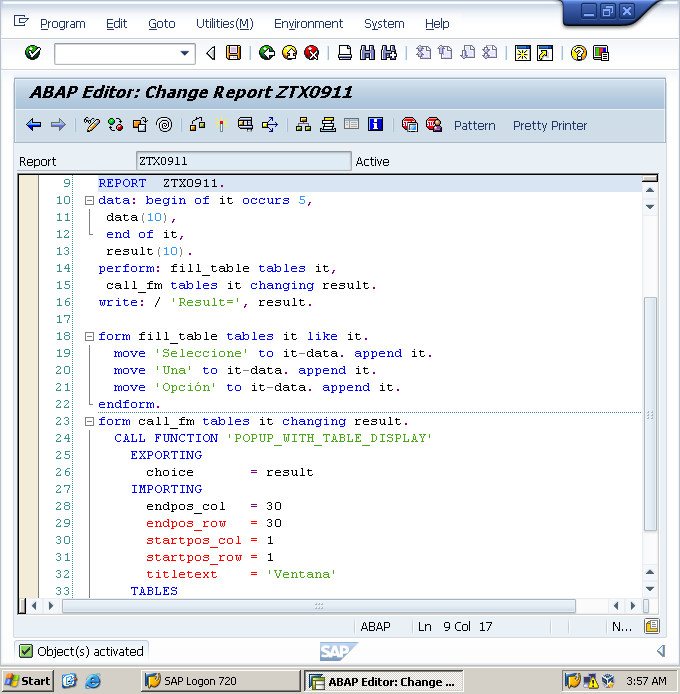 Program Edit Goto Utilities(M) Environment System Help
ABAP Editor: Change Report ZTX0911
Pattern Pretty Printer
Report ZTX0911 Active
9 REPORT ZTX0911.
10 data: begin of it occurs 5,
11 data(10),
12 end of it,
13 result(10).
14 perform: fill_table tables it,
15 call_fm tables it changing result.
16 write: / 'Result=', result.
17
18 form fill_table tables it like it.
19 move 'Seleccione' to it-data. append it.
20 move 'Una' to it-data. append it.
21 move 'Opción' to it-data. append it.
22 endform.
23 form call_fm tables it changing result.
24 CALL FUNCTION 'POPUP_WITH_TABLE_DISPLAY'
25 EXPORTING
26 choice = result
27 IMPORTING
28 endpos_col = 30
29 endpos_row = 30
30 startpos_col = 1
31 startpos_row = 1
32 titletext = 'Ventana'
33 TABLES
ABAP Ln 9 Col 17 N...
Object(s) activated SAP
Start SAP Logon 720 ABAP Editor: Change ... 3:57 AM